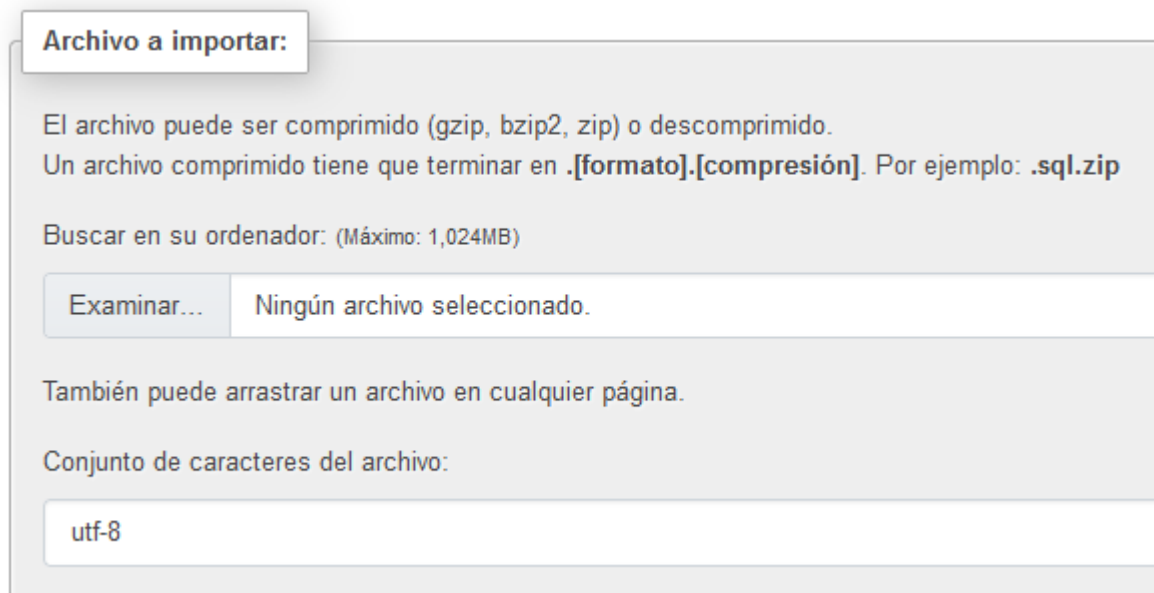 Archivo a importar:
El archivo puede ser comprimido (gzip, bzip2, zip) o descomprimido.
Un archivo comprimido tiene que terminar en .[formato].[compresión]. Por ejemplo: .sql.zip
Buscar en su ordenador: (Máximo: 1,024MB)
Examinar... Ningún archivo seleccionado.
También puede arrastrar un archivo en cualquier página.
Conjunto de caracteres del archivo:
utf-8